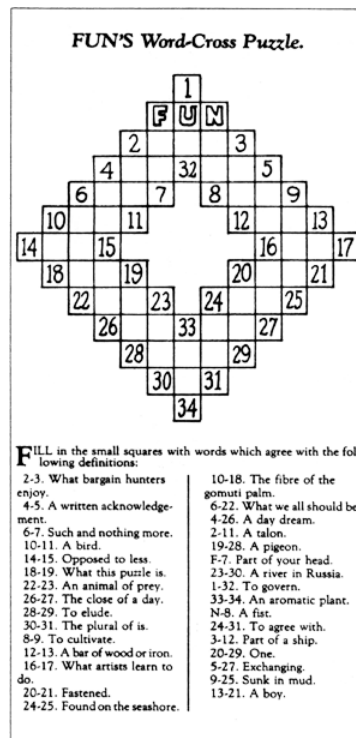 FUN'S Word-Cross Puzzle.
1
F U N
2 3
4 32 5
6 7 8 9
10 11 12 13
14 15 16 17
18 19 20 21
22 23 24 25
26 33 27
28 29
30 31
34
FILL in the small squares with words which agree with the fol
lowing definitions:
2-3. What bargain hunters
enjoy.
4-5. A written acknowledge-
ment.
6-7. Such and nothing more.
10-11. A bird.
14-15. Opposed to less.
18-19. What this puzzle is.
22-23. An animal of prey.
26-27. The close of a day.
28-29. To elude.
30-31. The plural of is.
8-9. To cultivate.
12-13. A bar of wood or iron.
16-17. What artists learn to
do.
20-21. Fastened.
24-25. Found on the seashore.
10-18. The fibre of the
gomuti palm.
6-22. What we all should be
4-26. A day dream.
2-11. A talon.
19-28. A pigeon.
F-7. Part of your head.
23-30. A river in Russia.
1-32. To govern.
33-34. An aromatic plant.
N-8. A fist.
24-31. To agree with.
3-12. Part of a ship.
20-29. One.
5-27. Exchanging.
9-25. Sunk in mud.
13-21. A boy.